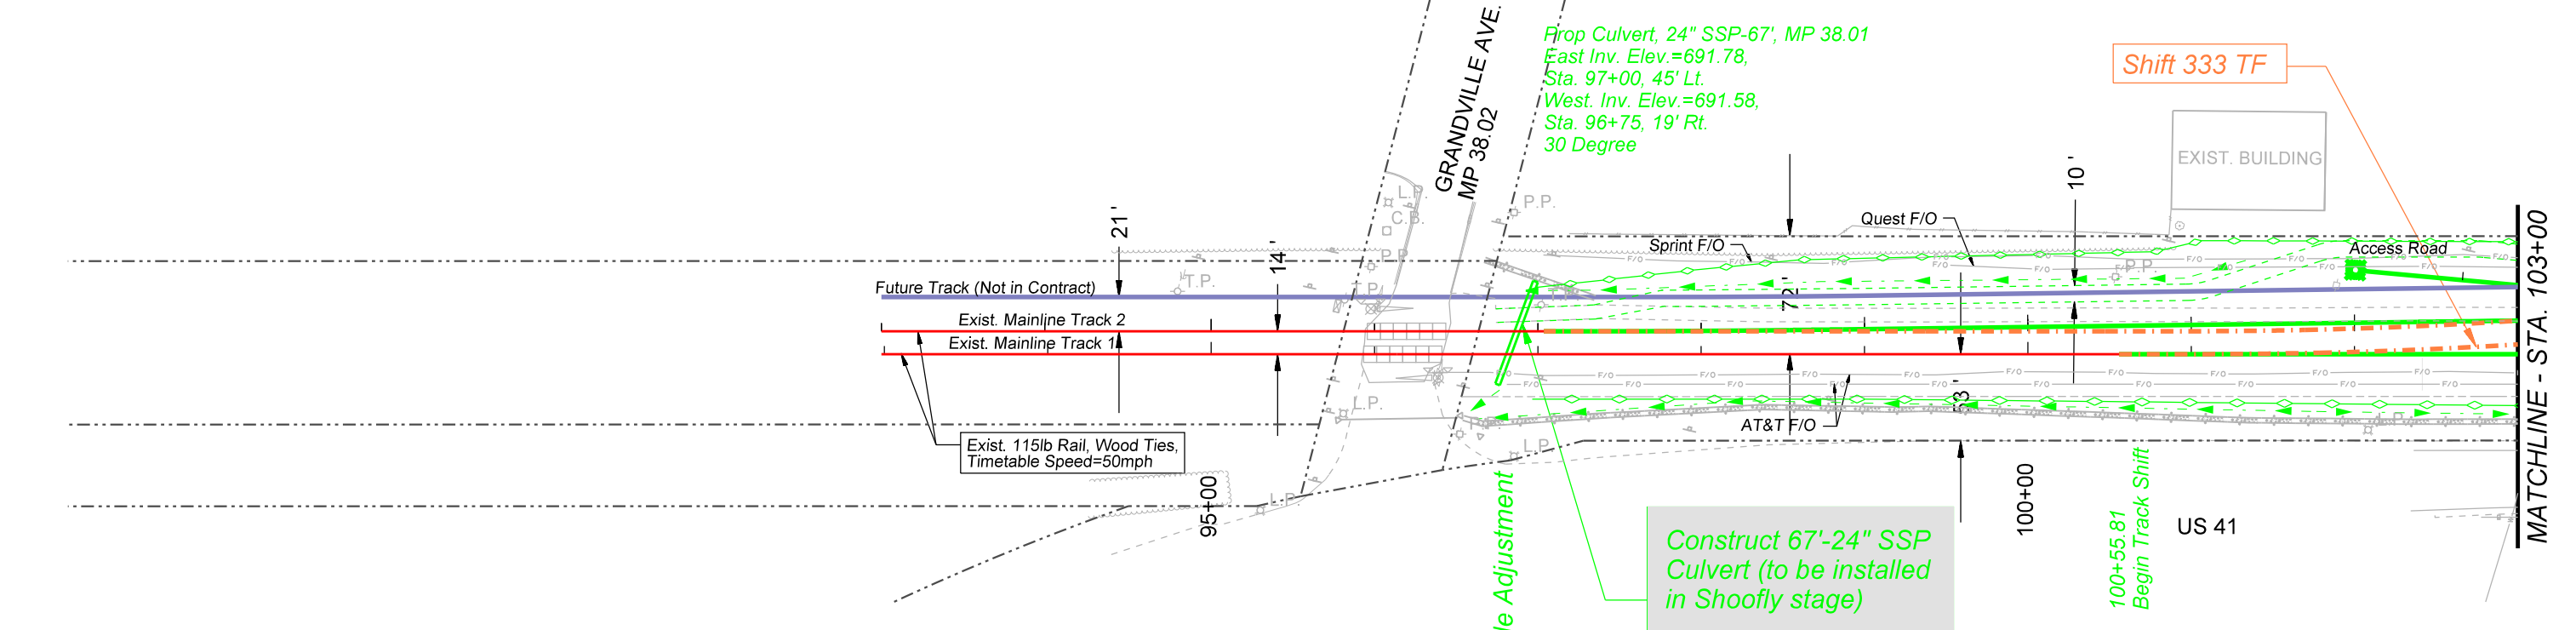 GRANDVILLE AVE.
MP 38.02
Prop Culvert, 24" SSP-67', MP 38.01
East Inv. Elev.=691.78,
Sta. 97+00, 45' Lt.
West. Inv. Elev.=691.58,
Sta. 96+75, 19' Rt.
30 Degree
Shift 333 TF
EXIST. BUILDING
MATCHLINE - STA. 103+00
L.P.
C.B.
P.P.
P.P.
T.P.
21'
14'
10'
72'
Quest F/O
Sprint F/O
Access Road
P.P.
F/O
Future Track (Not in Contract)
Exist. Mainline Track 2
Exist. Mainline Track 1
F/O
L.P.
AT&T F/O
L.P.
L.P.
Exist. 115lb Rail, Wood Ties,
Timetable Speed=50mph
95+00
100+00
100+55.81
Begin Track Shift
US 41
Adjustment
Construct 67'-24" SSP
Culvert (to be installed
in Shoofly stage)